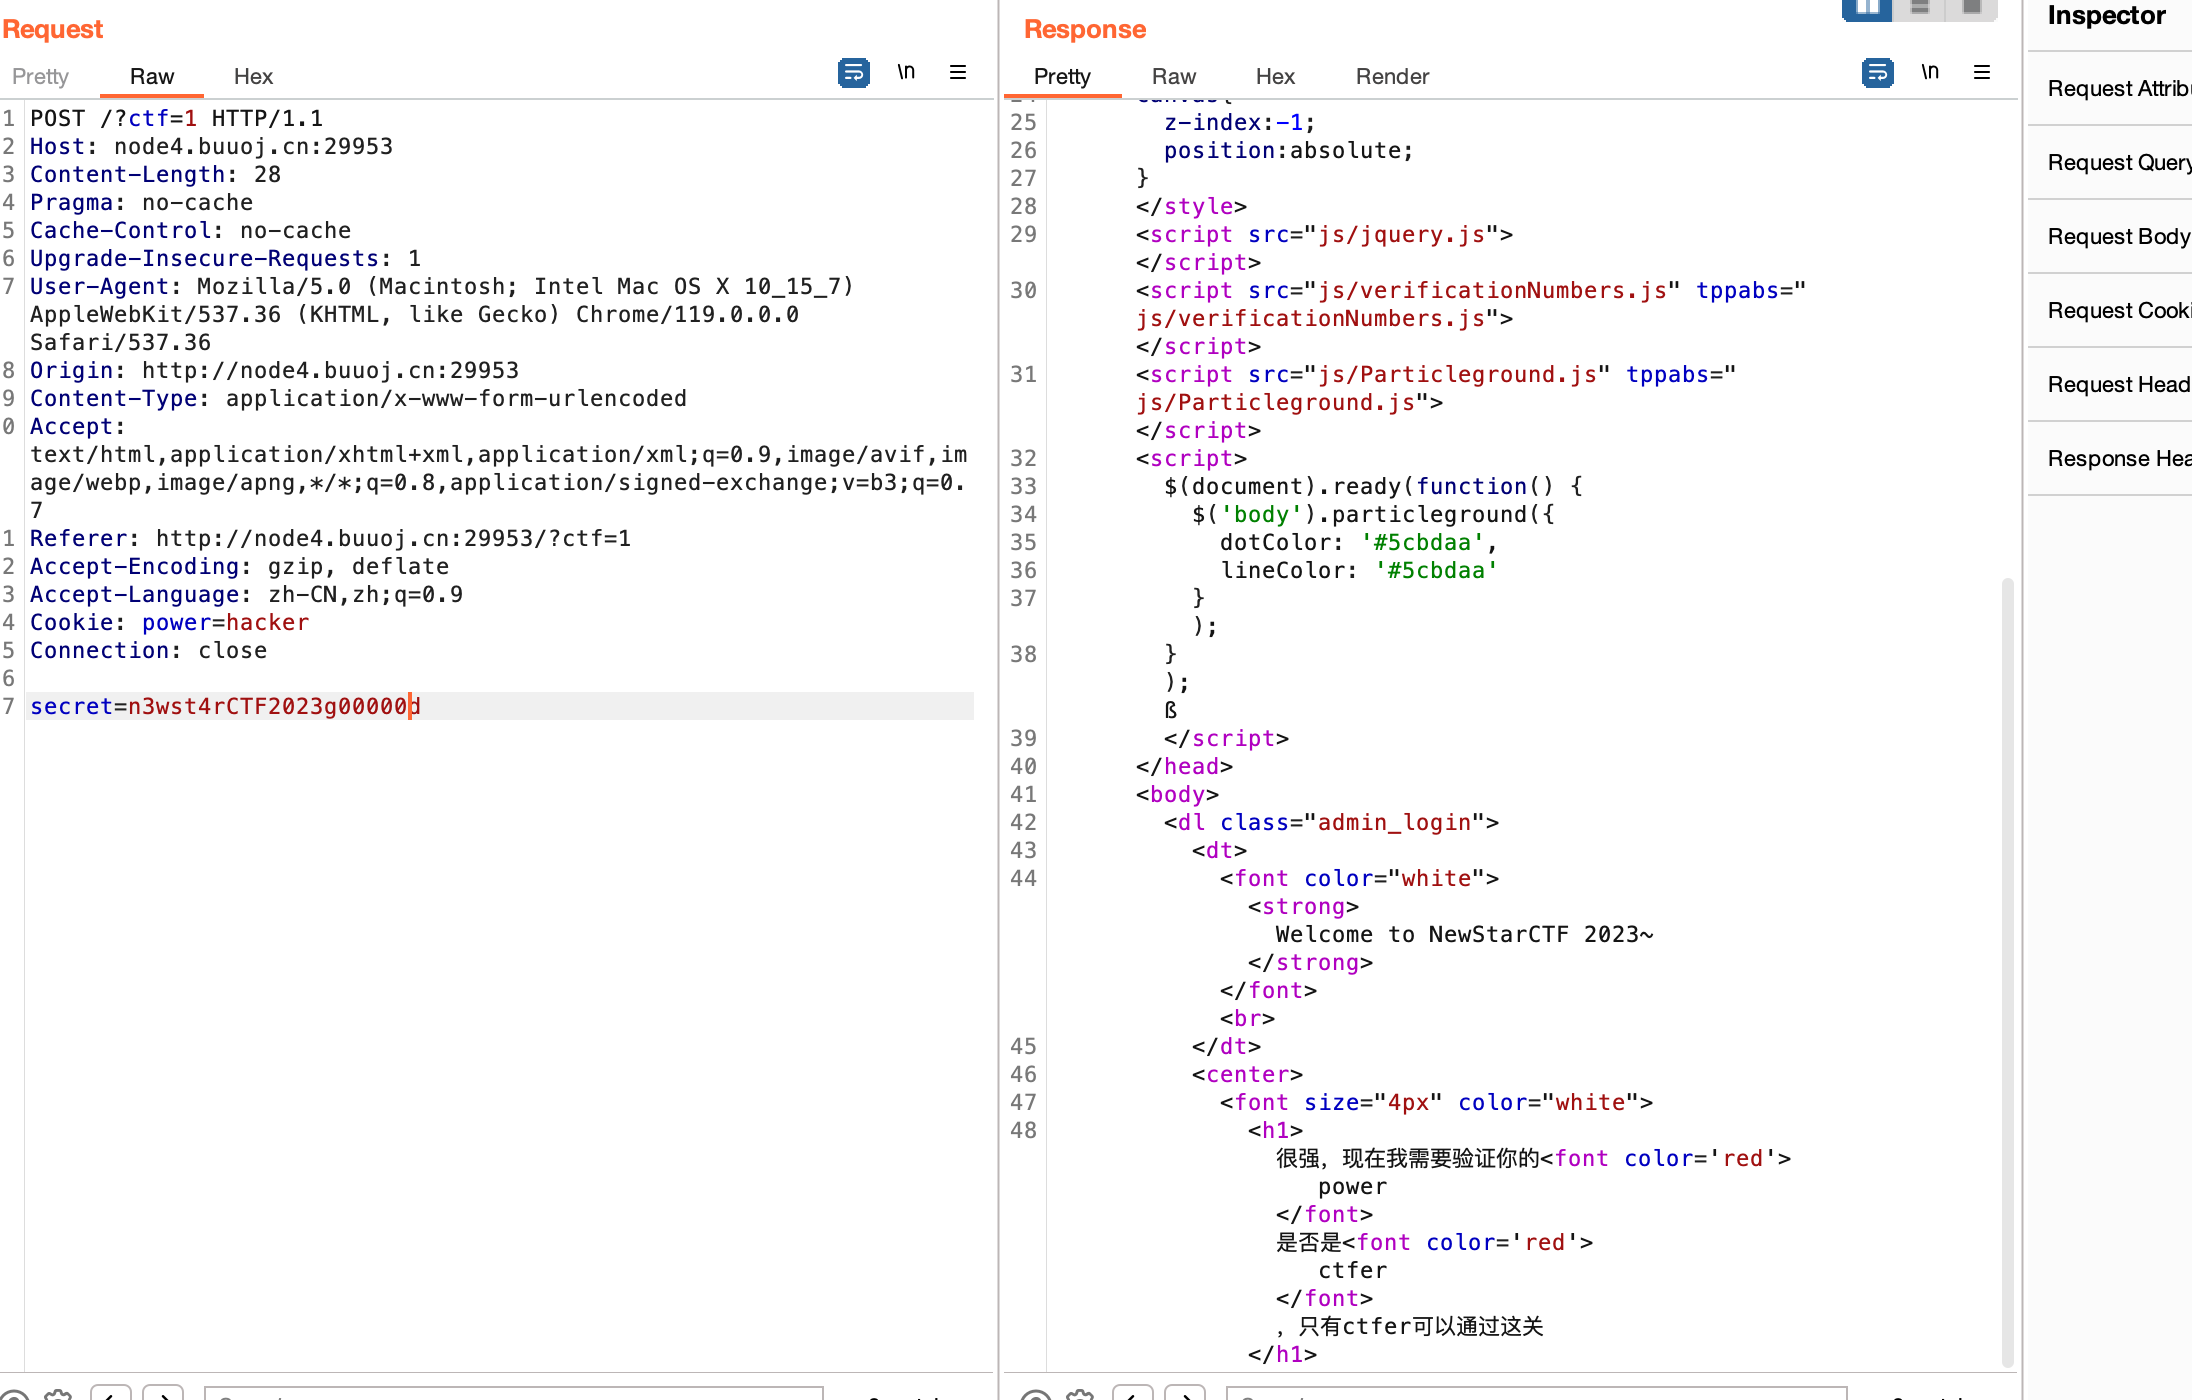 Request
Pretty Raw Hex \n
1 POST /?ctf=1 HTTP/1.1
2 Host: node4.buuoj.cn:29953
3 Content-Length: 28
4 Pragma: no-cache
5 Cache-Control: no-cache
6 Upgrade-Insecure-Requests: 1
7 User-Agent: Mozilla/5.0 (Macintosh; Intel Mac OS X 10_15_7)
AppleWebKit/537.36 (KHTML, like Gecko) Chrome/119.0.0.0
Safari/537.36
8 Origin: http://node4.buuoj.cn:29953
9 Content-Type: application/x-www-form-urlencoded
0 Accept:
text/html,application/xhtml+xml,application/xml;q=0.9,image/avif,im
age/webp,image/apng,*/*;q=0.8,application/signed-exchange;v=b3;q=0.
7
1 Referer: http://node4.buuoj.cn:29953/?ctf=1
2 Accept-Encoding: gzip, deflate
3 Accept-Language: zh-CN,zh;q=0.9
4 Cookie: power=hacker
5 Connection: close
6
7 secret=n3wst4rCTF2023g00000d
Response
Pretty Raw Hex Render \n
25 z-index:-1;
26 position:absolute;
27 }
28 </style>
29 <script src="js/jquery.js">
</script>
30 <script src="js/verificationNumbers.js" tppabs="
js/verificationNumbers.js">
</script>
31 <script src="js/Particleground.js" tppabs="
js/Particleground.js">
</script>
32 <script>
33 $(document).ready(function() {
34 $('body').particleground({
35 dotColor: '#5cbdaa',
36 lineColor: '#5cbdaa'
37 }
);
38 }
);
ß
39 </script>
40 </head>
41 <body>
42 <dl class="admin_login">
43 <dt>
44 <font color="white">
<strong>
Welcome to NewStarCTF 2023~
</strong>
</font>
<br>
45 </dt>
46 <center>
47 <font size="4px" color="white">
48 <h1>
很强，现在我需要验证你的<font color='red'>
power
</font>
是否是<font color='red'>
ctfer
</font>
，只有ctfer可以通过这关
</h1>
Inspector
Request Attrib
Request Query
Request Body
Request Cooki
Request Head
Response Hea